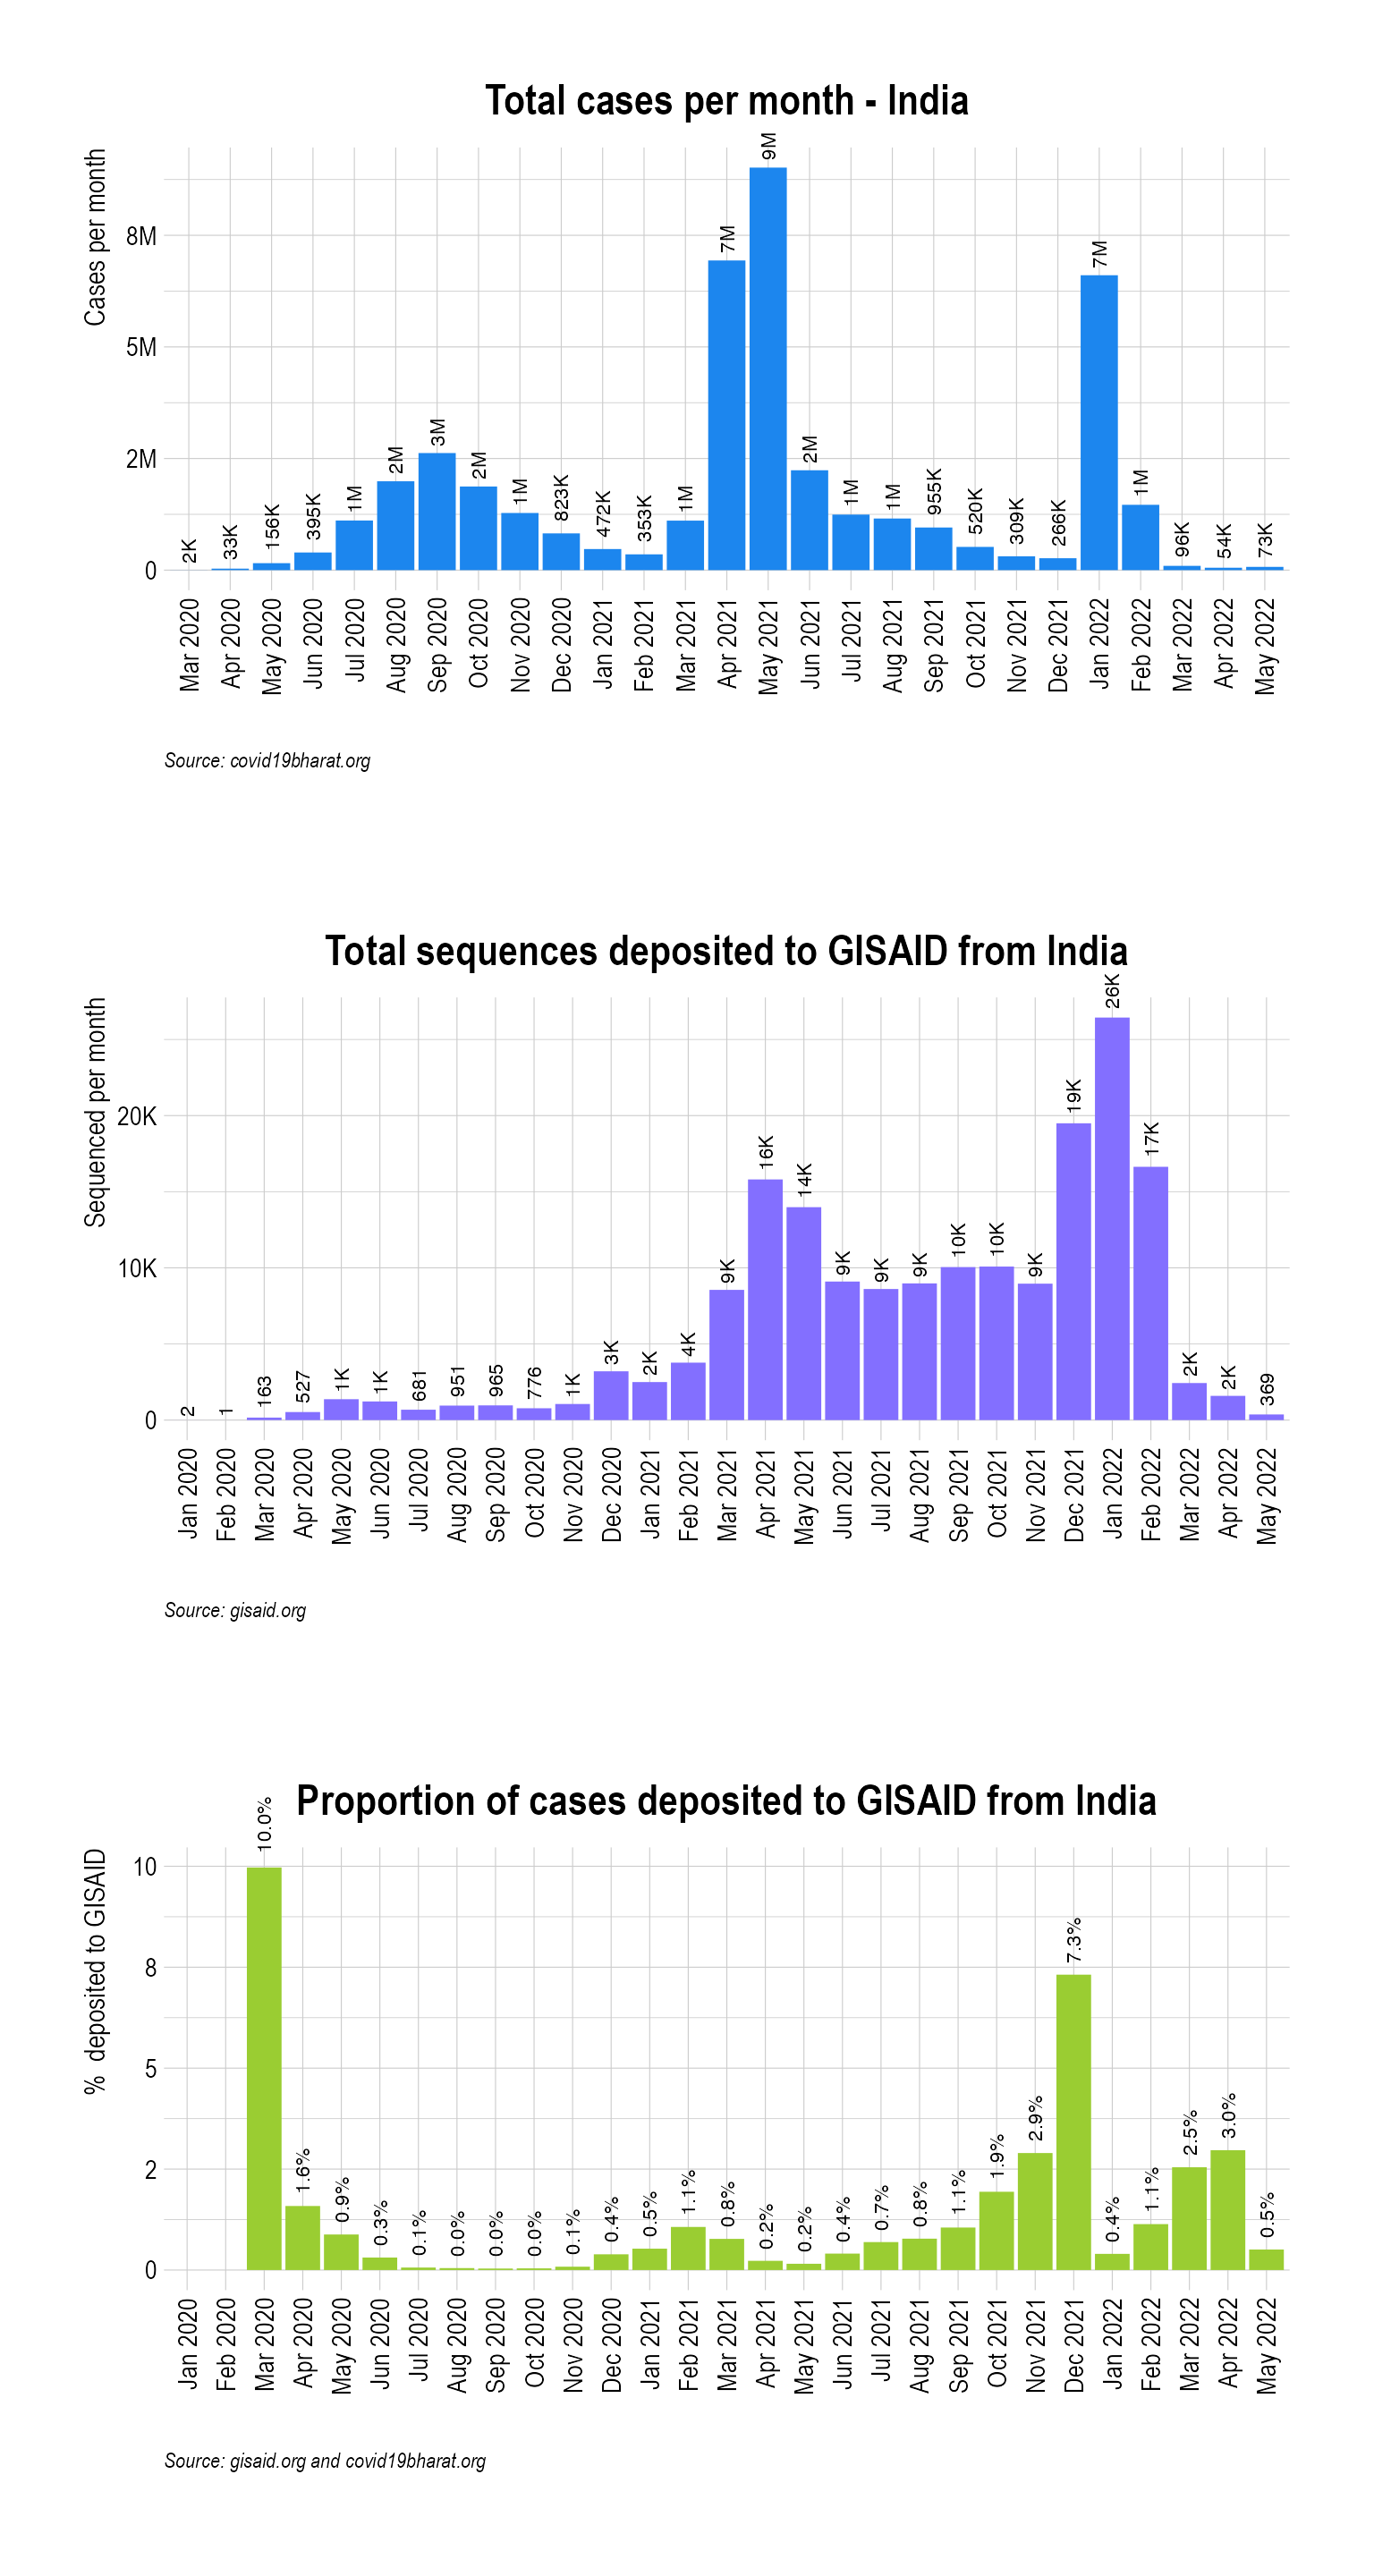 Total cases per month - India
Cases per month
8M
5M
2M
0
2K
33K
156K
395K
1M
2M
3M
2M
1M
823K
472K
353K
1M
7M
9M
2M
1M
1M
955K
520K
309K
266K
7M
1M
96K
54K
73K
Mar 2020
Apr 2020
May 2020
Jun 2020
Jul 2020
Aug 2020
Sep 2020
Oct 2020
Nov 2020
Dec 2020
Jan 2021
Feb 2021
Mar 2021
Apr 2021
May 2021
Jun 2021
Jul 2021
Aug 2021
Sep 2021
Oct 2021
Nov 2021
Dec 2021
Jan 2022
Feb 2022
Mar 2022
Apr 2022
May 2022
Source: covid19bharat.org
Total sequences deposited to GISAID from India
Sequenced per month
20K
10K
0
2
1
163
527
1K
1K
681
951
965
776
1K
3K
2K
4K
9K
16K
14K
9K
9K
9K
10K
10K
9K
19K
26K
17K
2K
2K
369
Jan 2020
Feb 2020
Mar 2020
Apr 2020
May 2020
Jun 2020
Jul 2020
Aug 2020
Sep 2020
Oct 2020
Nov 2020
Dec 2020
Jan 2021
Feb 2021
Mar 2021
Apr 2021
May 2021
Jun 2021
Jul 2021
Aug 2021
Sep 2021
Oct 2021
Nov 2021
Dec 2021
Jan 2022
Feb 2022
Mar 2022
Apr 2022
May 2022
Source: gisaid.org
Proportion of cases deposited to GISAID from India
% deposited to GISAID
10
8
5
2
0
10.0%
1.6%
0.9%
0.3%
0.1%
0.0%
0.0%
0.0%
0.1%
0.4%
0.5%
1.1%
0.8%
0.2%
0.2%
0.4%
0.7%
0.8%
1.1%
1.9%
2.9%
7.3%
0.4%
1.1%
2.5%
3.0%
0.5%
Jan 2020
Feb 2020
Mar 2020
Apr 2020
May 2020
Jun 2020
Jul 2020
Aug 2020
Sep 2020
Oct 2020
Nov 2020
Dec 2020
Jan 2021
Feb 2021
Mar 2021
Apr 2021
May 2021
Jun 2021
Jul 2021
Aug 2021
Sep 2021
Oct 2021
Nov 2021
Dec 2021
Jan 2022
Feb 2022
Mar 2022
Apr 2022
May 2022
Source: gisaid.org and covid19bharat.org